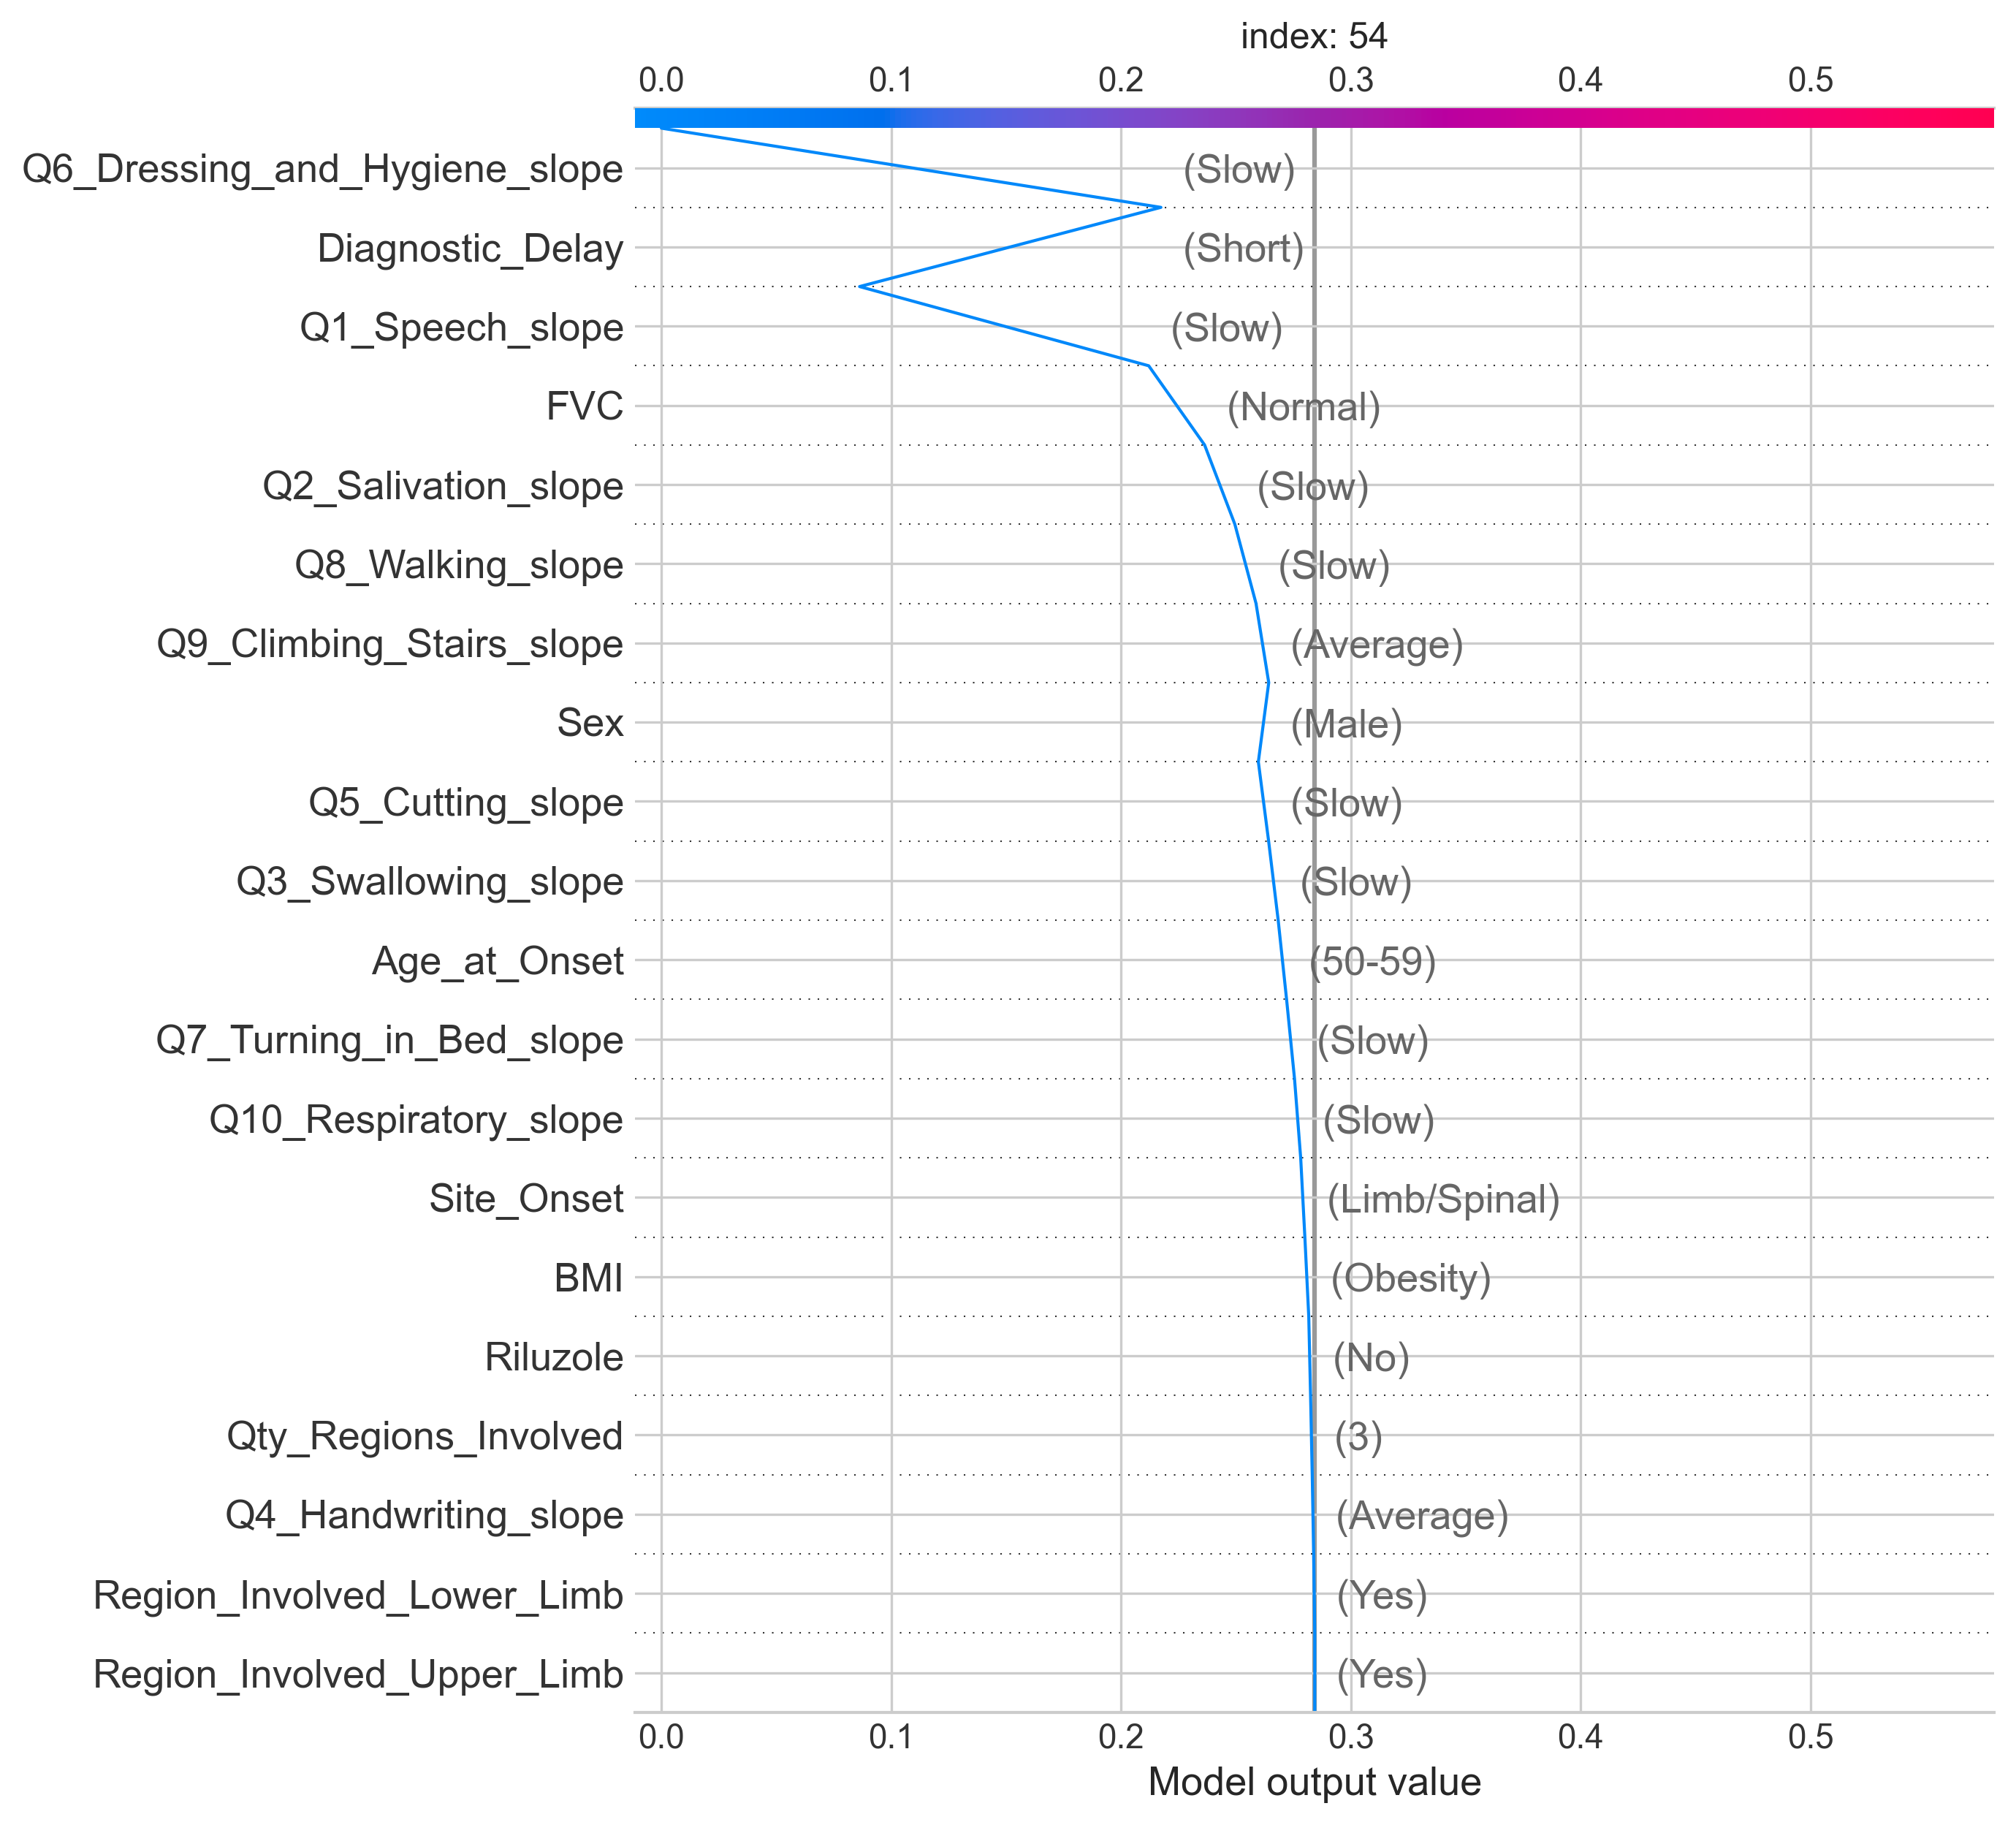 index: 54
0.0 0.1 0.2 0.3 0.4 0.5
Q6_Dressing_and_Hygiene_slope (Slow)
Diagnostic_Delay (Short)
Q1_Speech_slope (Slow)
FVC (Normal)
Q2_Salivation_slope (Slow)
Q8_Walking_slope (Slow)
Q9_Climbing_Stairs_slope (Average)
Sex (Male)
Q5_Cutting_slope (Slow)
Q3_Swallowing_slope (Slow)
Age_at_Onset (50-59)
Q7_Turning_in_Bed_slope (Slow)
Q10_Respiratory_slope (Slow)
Site_Onset (Limb/Spinal)
BMI (Obesity)
Riluzole (No)
Qty_Regions_Involved (3)
Q4_Handwriting_slope (Average)
Region_Involved_Lower_Limb (Yes)
Region_Involved_Upper_Limb (Yes)
0.0 0.1 0.2 0.3 0.4 0.5
Model output value